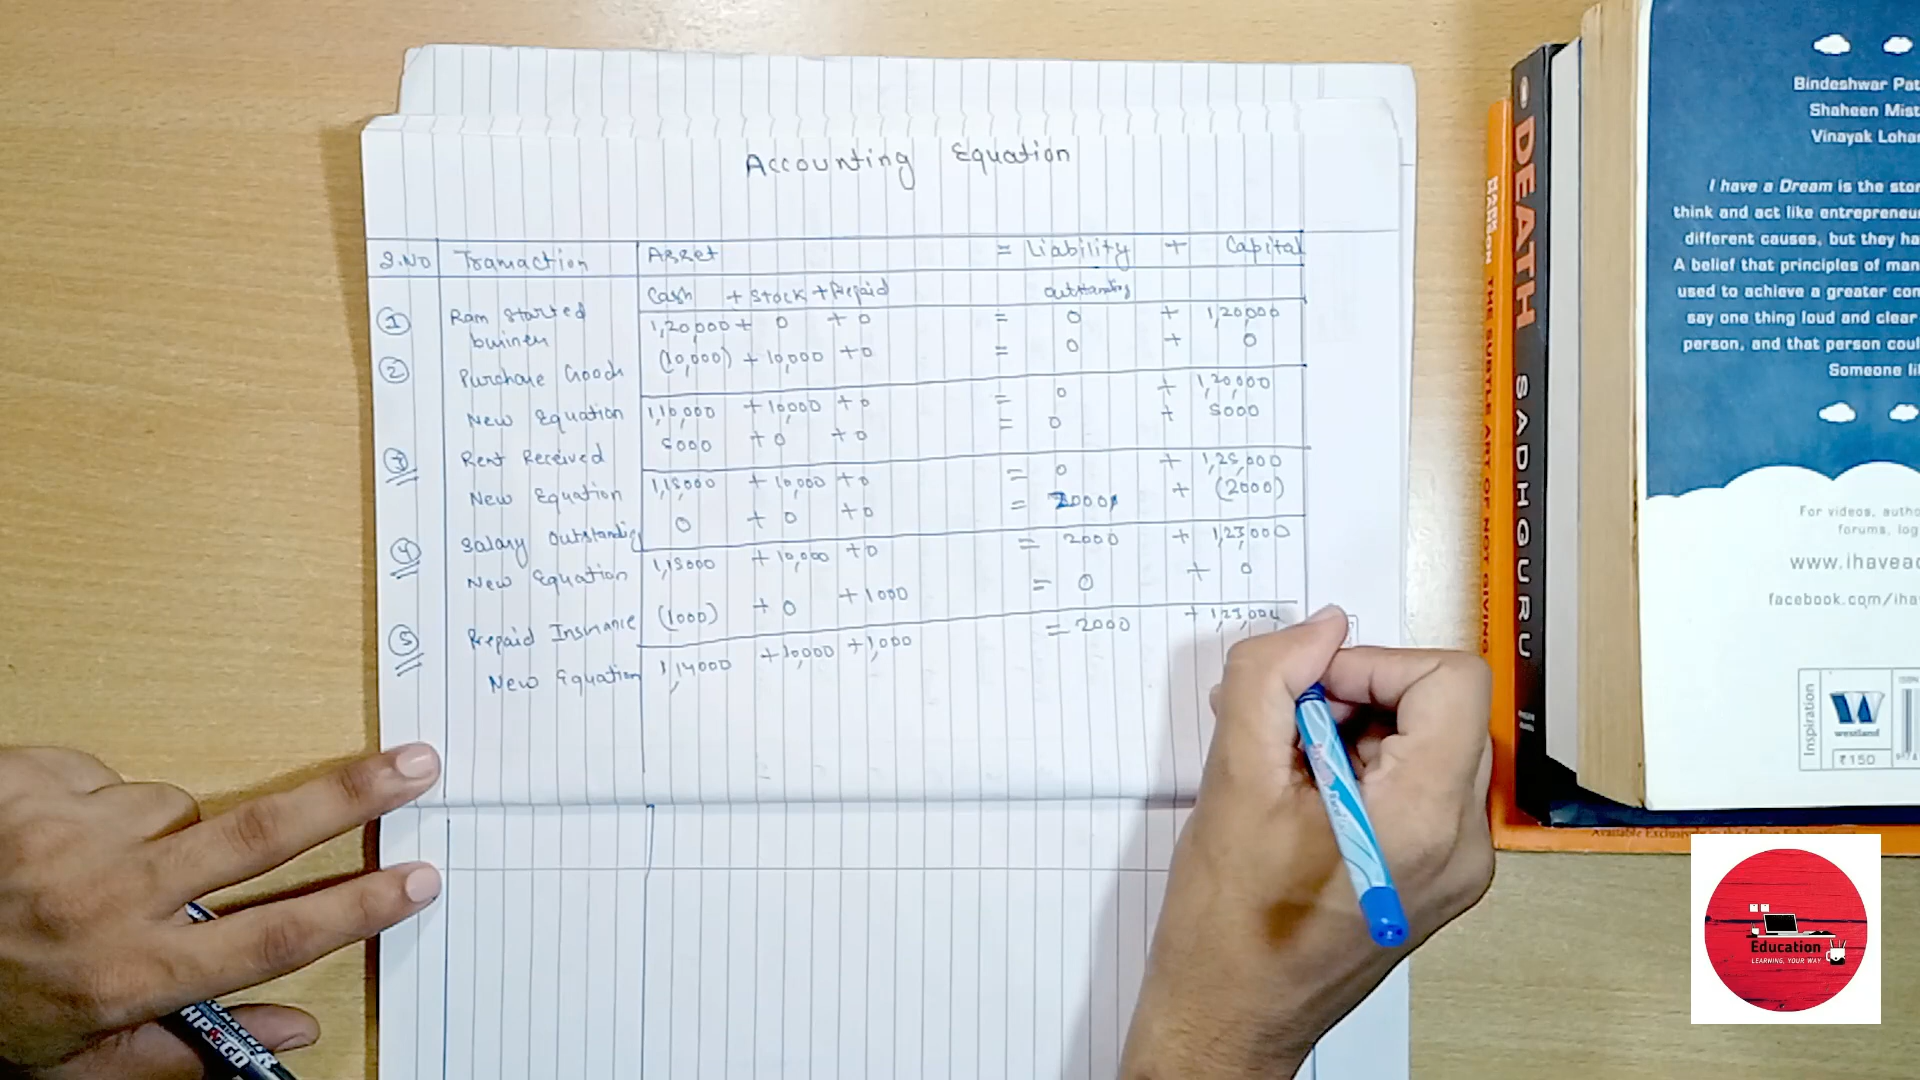 Accounting Equation
S.No Transaction Asset = Liability + Capital
Cash + Stock + Prepaid outstanding
① Ram started business 1,20,000 + 0 + 0 = 0 + 1,20,000
② Purchase Goods (10,000) + 10,000 + 0 = 0 + 0
New Equation 1,10,000 + 10,000 + 0 = 0 + 1,20,000
③ Rent Received 5000 + 0 + 0 = 0 + 5000
New Equation 1,15,000 + 10,000 + 0 = 0 + 1,25,000
④ Salary Outstanding 0 + 0 + 0 = 2000 + (2000)
New Equation 1,15000 + 10,000 + 0 = 2000 + 1,23,000
⑤ Prepaid Insurance (1000) + 0 + 1000 = 0 + 0
New Equation 1,14000 + 10,000 + 1,000 = 2000 + 1,23,00
THE SUBTLE ART OF NOT GIVING
DEATH SADHGURU
Bindeshwar Pat
Shaheen Mist
Vinayak Loha
I have a Dream is the stor
think and act like entrepreneu
different causes, but they ha
A belief that principles of man
used to achieve a greater com
say one thing loud and clear
person, and that person coul
Someone li
For videos, autho
forums, log
www.ihavead
facebook.com/iha
Inspiration
W
westland
₹150
ISBN
Education
LEARNING, YOUR WAY